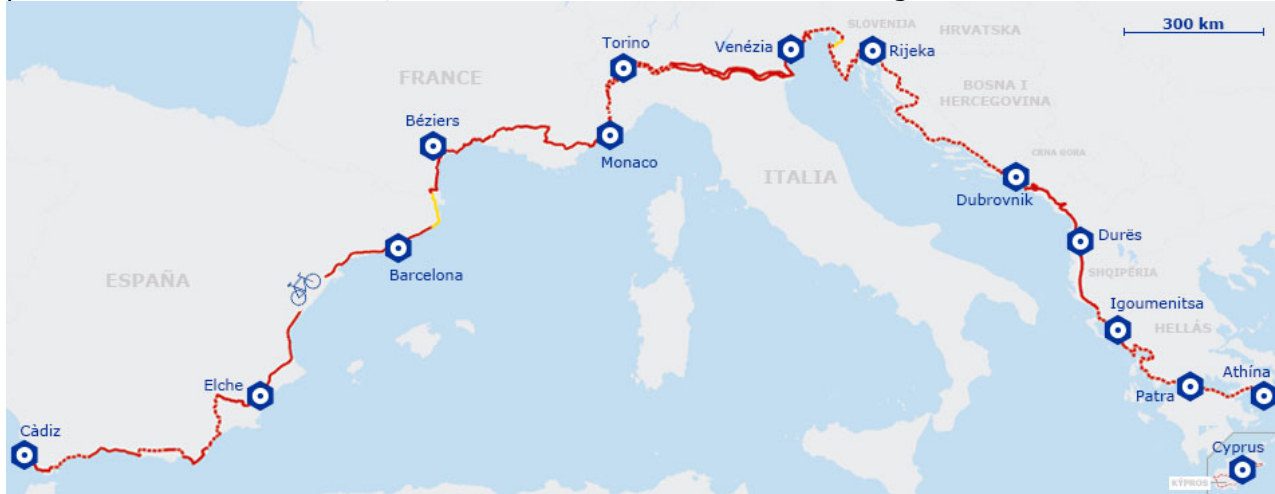 SLOVENIJA
HRVATSKA
300 km
Torino
Venézia
Rijeka
FRANCE
BOSNA I
HERCEGOVINA
Béziers
Monaco
CRNA GORA
ITALIA
Dubrovnik
Durës
Barcelona
ESPAÑA
SHQIPËRIA
Igoumenitsa
HELLÁS
Elche
Patra
Athína
Càdiz
Cyprus
KÝPROS